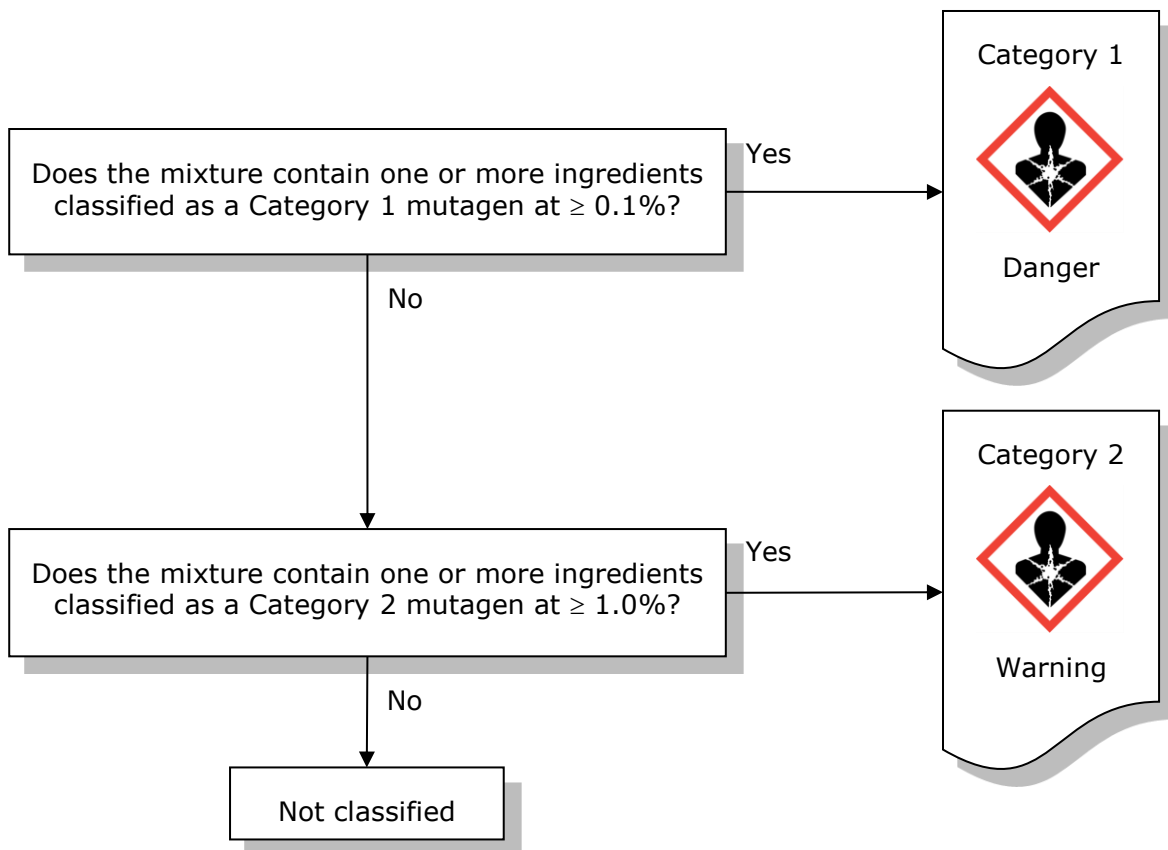 Category 1
Does the mixture contain one or more ingredients
classified as a Category 1 mutagen at ≥ 0.1%?
Yes
Danger
No
Category 2
Does the mixture contain one or more ingredients
classified as a Category 2 mutagen at ≥ 1.0%?
Yes
Warning
No
Not classified